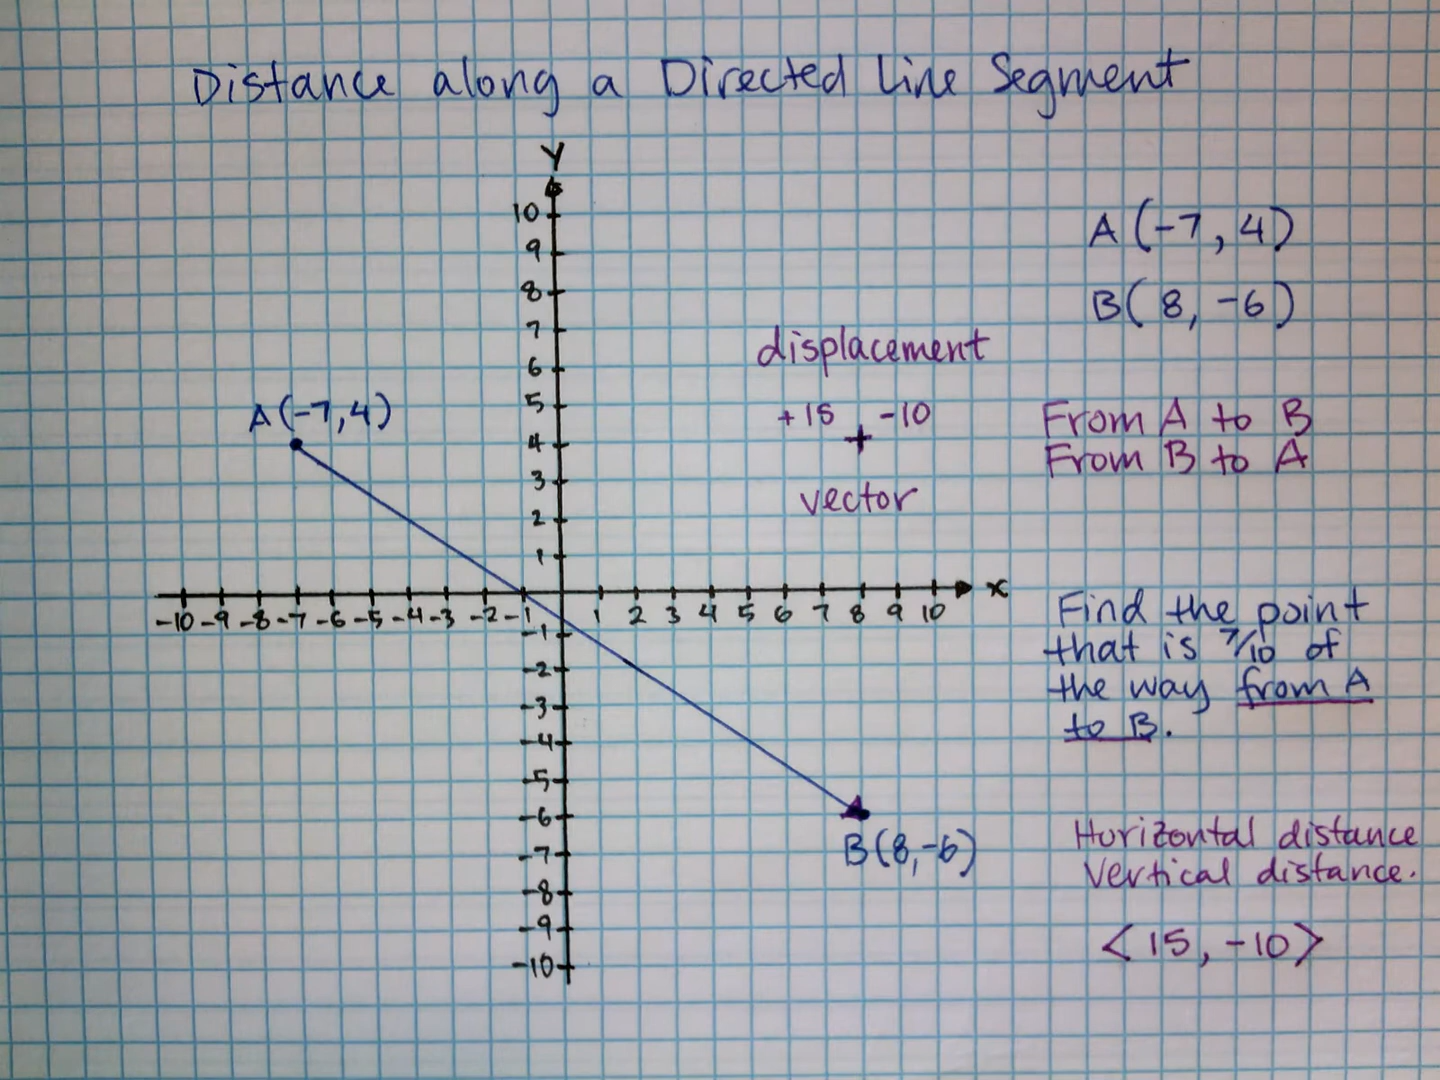 Distance along a Directed Line Segment
Y
10
9
8
7
6
5
4
3
2
1
-10 -9 -8 -7 -6 -5 -4 -3 -2 -1 1 2 3 4 5 6 7 8 9 10
x
-1
-2
-3
-4
-5
-6
-7
-8
-9
-10
A(-7,4)
B(8,-6)
displacement
+15 -10
+
vector
A(-7, 4)
B(8, -6)
From A to B
From B to A
Find the point
that is 7/10 of
the way from A
to B.
Horizontal distance
Vertical distance.
<15, -10>